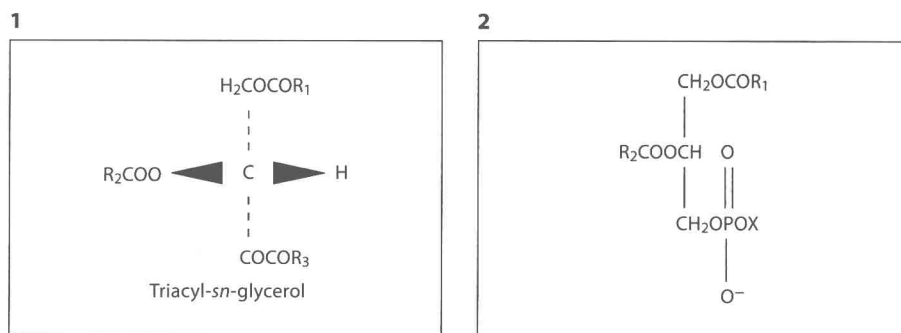 1
H₂COCOR₁
R₂COO C H
COCOR₃
Triacyl-sn-glycerol
2
CH₂OCOR₁
R₂COOCH O
CH₂OPOX
O⁻